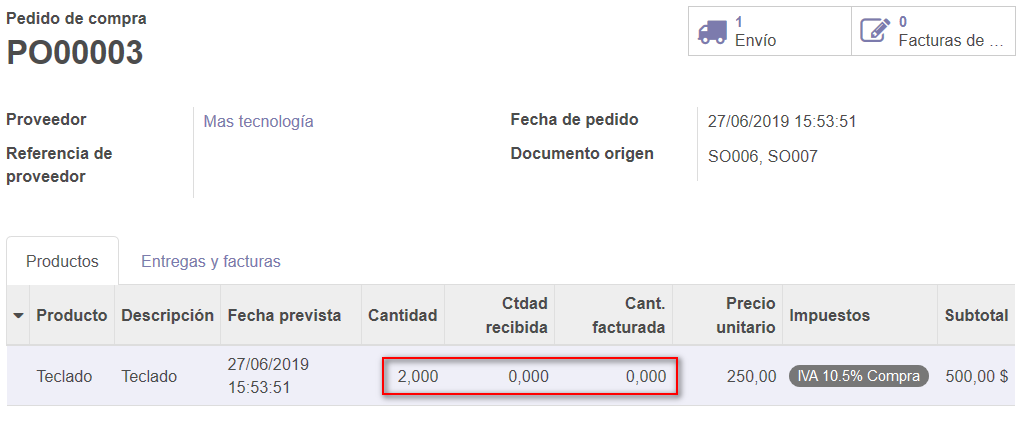 Pedido de compra
PO00003
1
Envío
0
Facturas de ...
Proveedor
Mas tecnología
Referencia de
proveedor
Fecha de pedido
27/06/2019 15:53:51
Documento origen
SO006, SO007
Productos
Entregas y facturas
Producto Descripción Fecha prevista Cantidad Ctdad recibida Cant. facturada Precio unitario Impuestos Subtotal
Teclado Teclado 27/06/2019 15:53:51 2,000 0,000 0,000 250,00 IVA 10.5% Compra 500,00 $